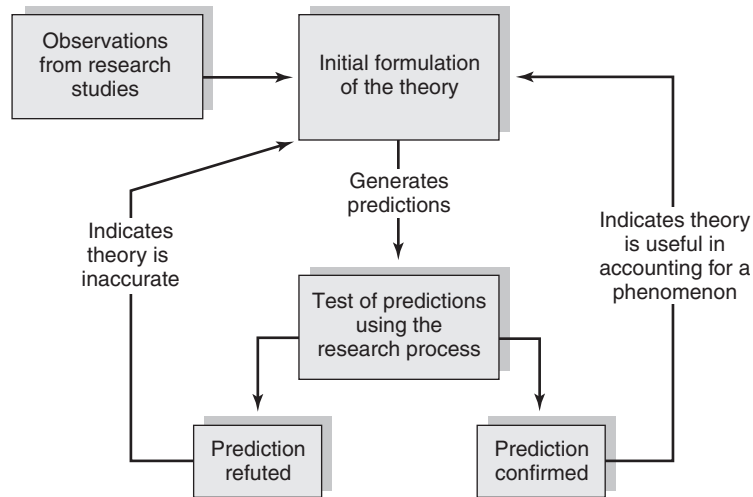 Observations
from research
studies
Initial formulation
of the theory
Generates
predictions
Indicates
theory is
inaccurate
Indicates theory
is useful in
accounting for a
phenomenon
Test of predictions
using the
research process
Prediction
refuted
Prediction
confirmed